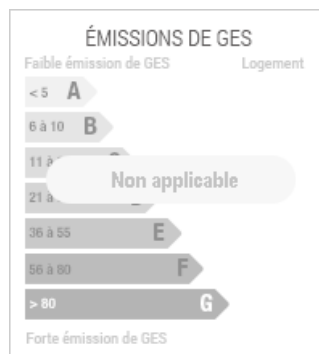 ÉMISSIONS DE GES
Faible émission de GES Logement
< 5 A
6 à 10 B
11 à
Non applicable
21 à
36 à 55 E
56 à 80 F
> 80 G
Forte émission de GES